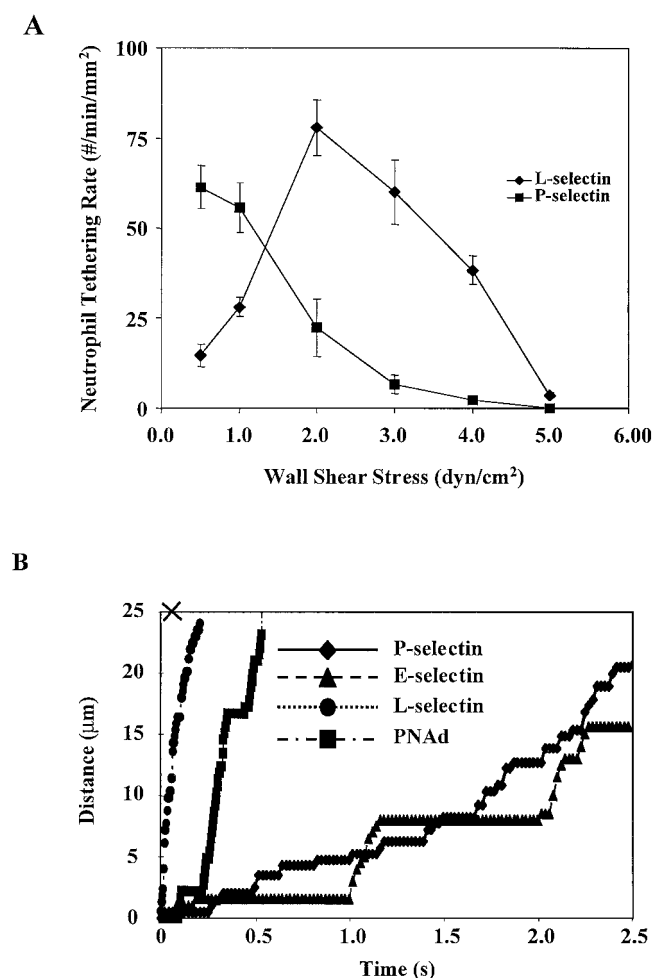 A
Neutrophil Tethering Rate (#/min/mm²)
100
75
50
25
0
0.0 1.0 2.0 3.0 4.0 5.0 6.00
Wall Shear Stress (dyn/cm²)
L-selectin
P-selectin
B
Distance (μm)
25
20
15
10
5
0
0 0.5 1.0 1.5 2.0 2.5
Time (s)
P-selectin
E-selectin
L-selectin
PNAd